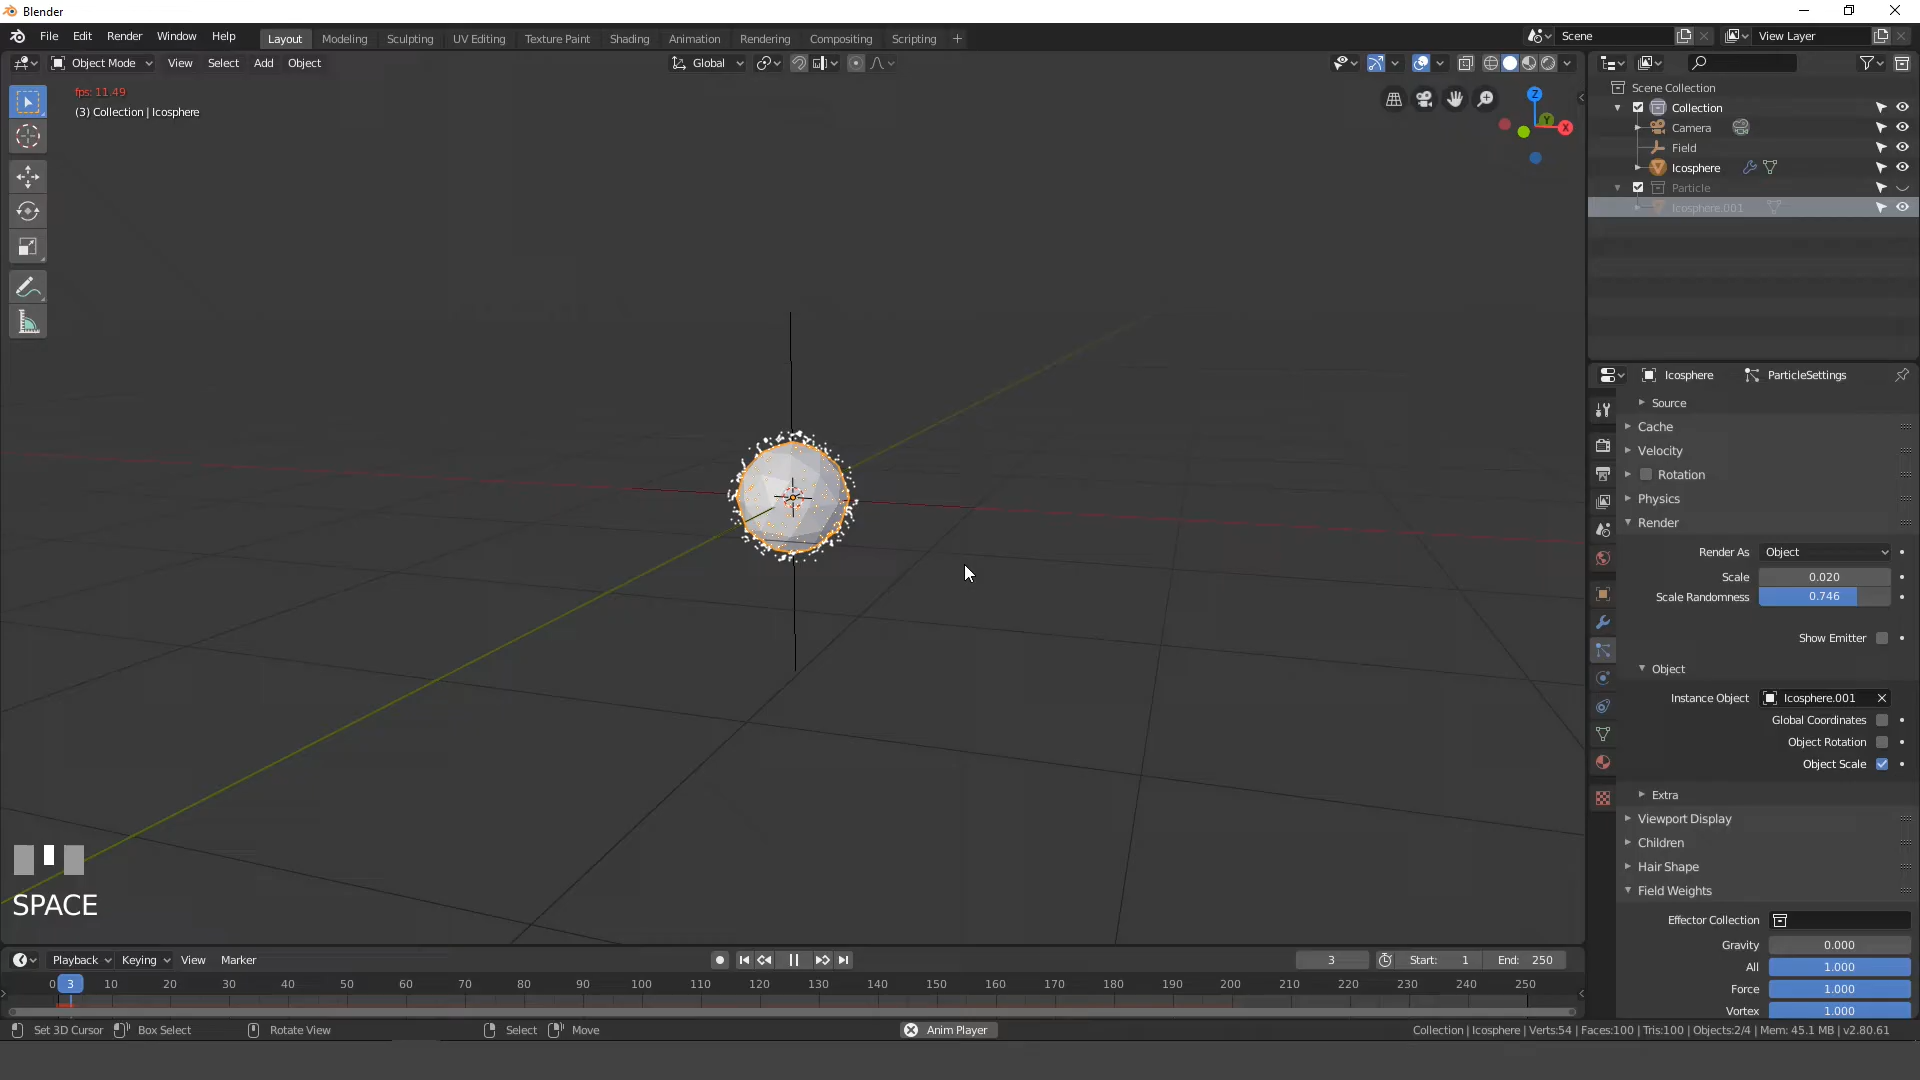 Blender
File Edit Render Window Help
Layout Modeling Sculpting UV Editing Texture Paint Shading Animation Rendering Compositing Scripting +
Scene
View Layer
Object Mode View Select Add Object
Global
fps: 11.49
(3) Collection | Icosphere
Z
Y
X
Scene Collection
Collection
Camera
Field
Icosphere
Particle
Icosphere.001
Icosphere ParticleSettings
Source
Cache
Velocity
Rotation
Physics
Render
Render As Object
Scale 0.020
Scale Randomness 0.746
Show Emitter
Object
Instance Object Icosphere.001
Global Coordinates
Object Rotation
Object Scale
Extra
Viewport Display
Children
Hair Shape
Field Weights
Effector Collection
Gravity 0.000
All 1.000
Force 1.000
Vortex 1.000
SPACE
Playback Keying View Marker
3 Start: 1 End: 250
0 3 10 20 30 40 50 60 70 80 90 100 110 120 130 140 150 160 170 180 190 200 210 220 230 240 250
Set 3D Cursor Box Select Rotate View Select Move Anim Player
Collection | Icosphere | Verts:54 | Faces:100 | Tris:100 | Objects:2/4 | Mem: 45.1 MB | v2.80.61